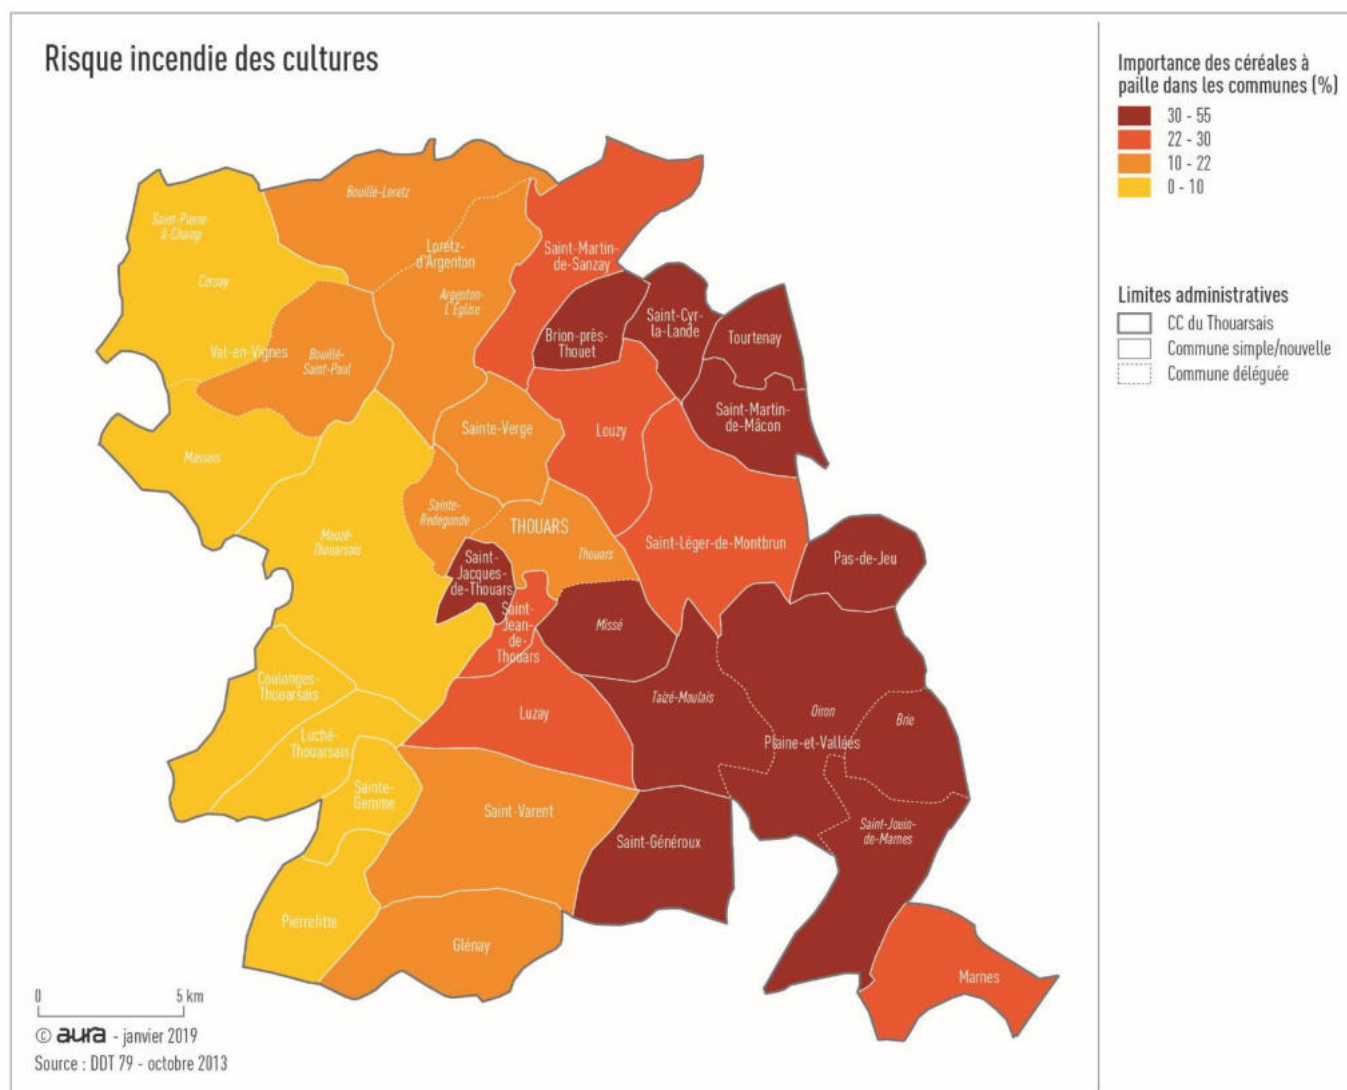 Risque incendie des cultures
Importance des céréales à
paille dans les communes (%)
30 - 55
22 - 30
10 - 22
0 - 10
Limites administratives
CC du Thouarsais
Commune simple/nouvelle
Commune déléguée
Bouillé-Loretz
Saint-Pierre-
à-Champ
Cersay
Loretz-
d'Argenton
Argenton-
L'Église
Saint-Martin-
de-Sanzay
Brion-près-
Thouet
Saint-Cyr-
la-Lande
Tourtenay
Val-en-Vignes
Bouillé-
Saint-Paul
Saint-Martin-
de-Mâcon
Massais
Sainte-Verge
Louzy
Mauzé-
Thouarsais
Sainte-
Radegonde
THOUARS
Thouars
Saint-Léger-de-Montbrun
Pas-de-Jeu
Saint-
Jacques-
de-Thouars
Saint-
Jean-
de-
Thouars
Missé
Coulonges-
Thouarsais
Luzay
Taizé-Maulais
Oiron
Brie
Plaine-et-Vallées
Luché-
Thouarsais
Sainte-
Gemme
Saint-Varent
Saint-Généroux
Saint-Jouin-
de-Marnes
Pierrefitte
Glénay
Marnes
0 5 km
© aura - janvier 2019
Source : DDT 79 - octobre 2013